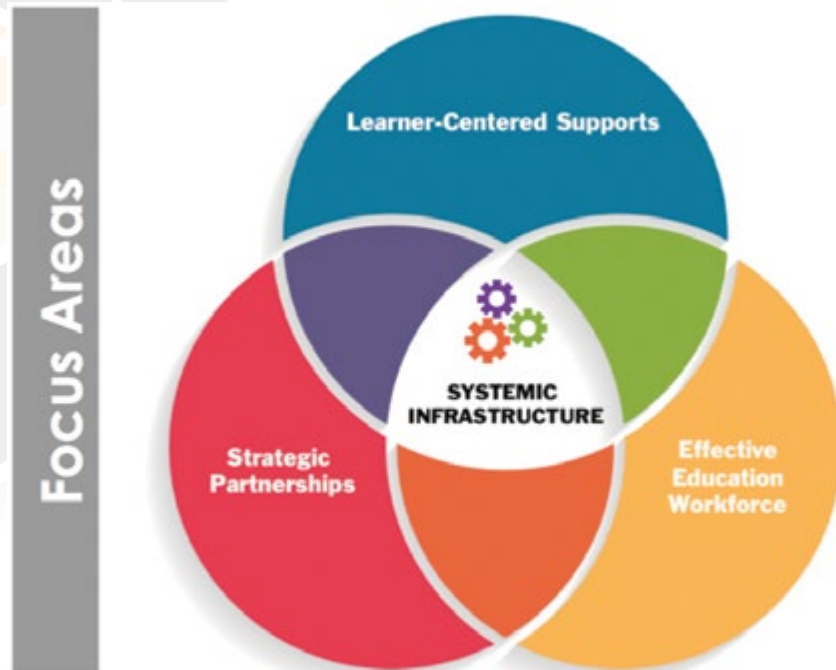 Focus Areas
Learner-Centered Supports
SYSTEMIC
INFRASTRUCTURE
Strategic
Partnerships
Effective
Education
Workforce